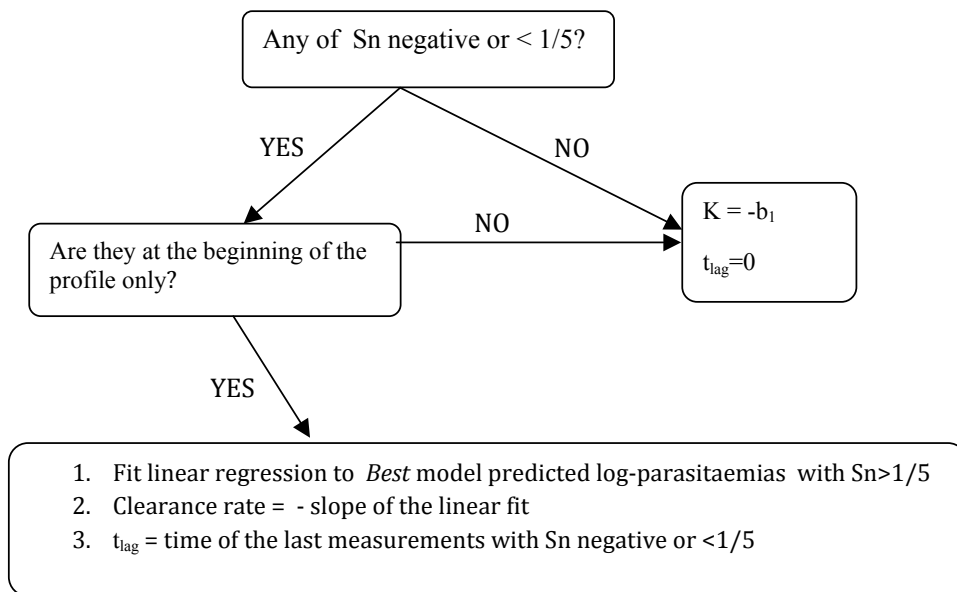 Any of Sn negative or < 1/5?
YES
NO
K = -b₁
NO
Are they at the beginning of the
profile only?
tₗₐg=0
YES
1. Fit linear regression to Best model predicted log-parasitaemias with Sn>1/5
2. Clearance rate = - slope of the linear fit
3. tₗₐg = time of the last measurements with Sn negative or <1/5